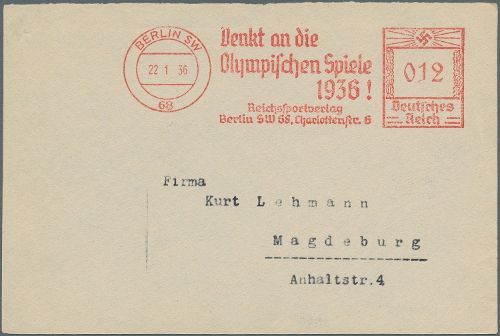 BERLIN SW
22 1 36
68
Denkt an die
Olympischen Spiele
1936!
Reichssportverlag
Berlin SW 68, Charlottenstr. 6
012
Deutsches
Reich
Firma
Kurt Lehmann
Magdeburg
Anhaltstr.4